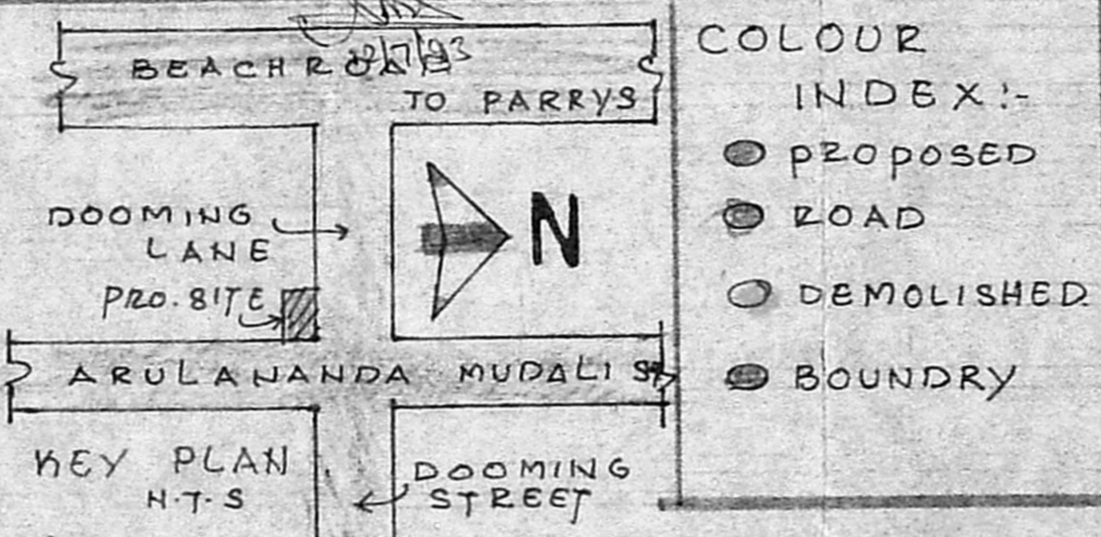 BEACH ROAD
TO PARRYS
DOOMING
LANE
PRO.SITE
N
ARULANANDA MUDALI ST
KEY PLAN
N.T.S
DOOMING
STREET
COLOUR
INDEX:-
PROPOSED
ROAD
DEMOLISHED
BOUNDRY